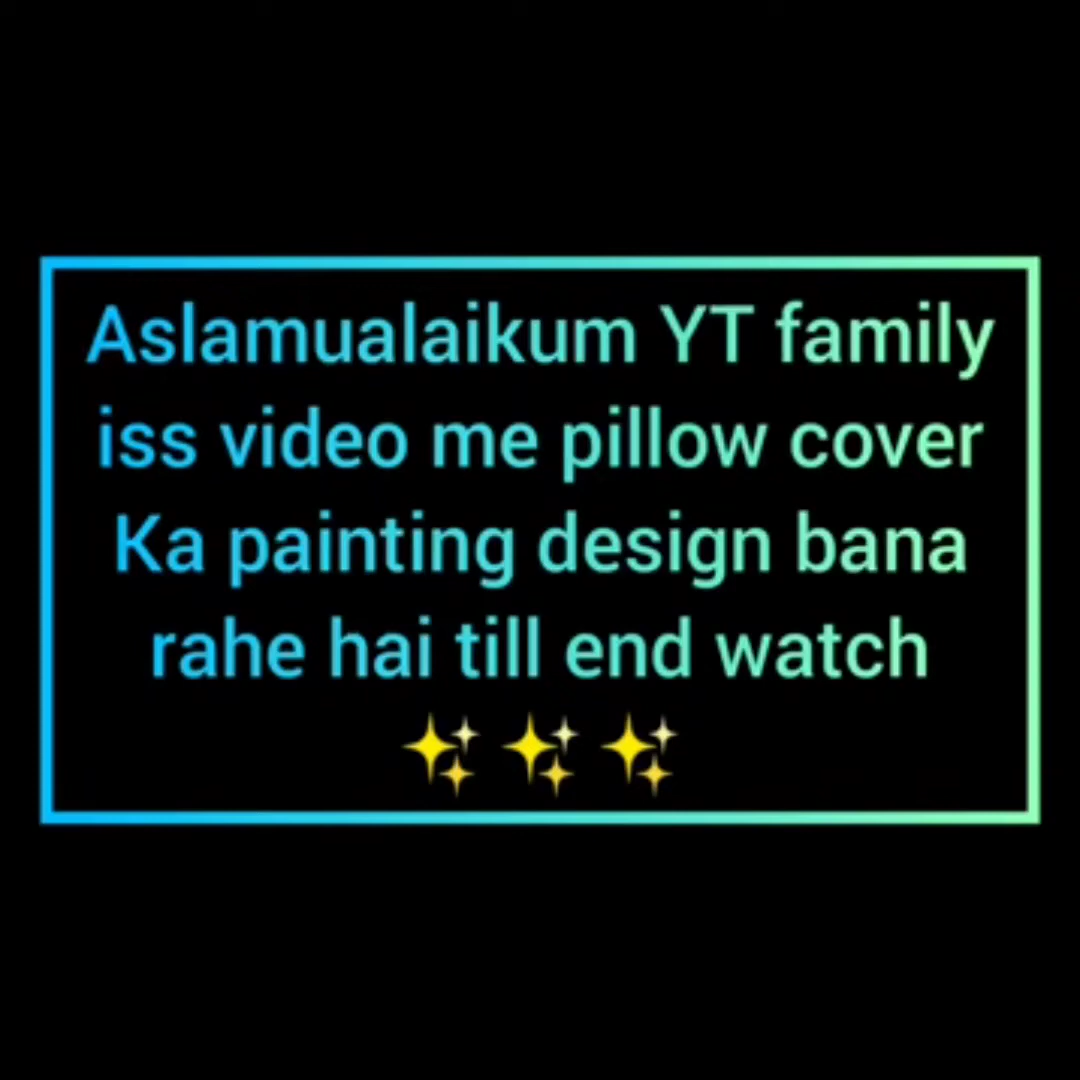 Aslamualaikum YT family
iss video me pillow cover
Ka painting design bana
rahe hai till end watch
✨ ✨ ✨